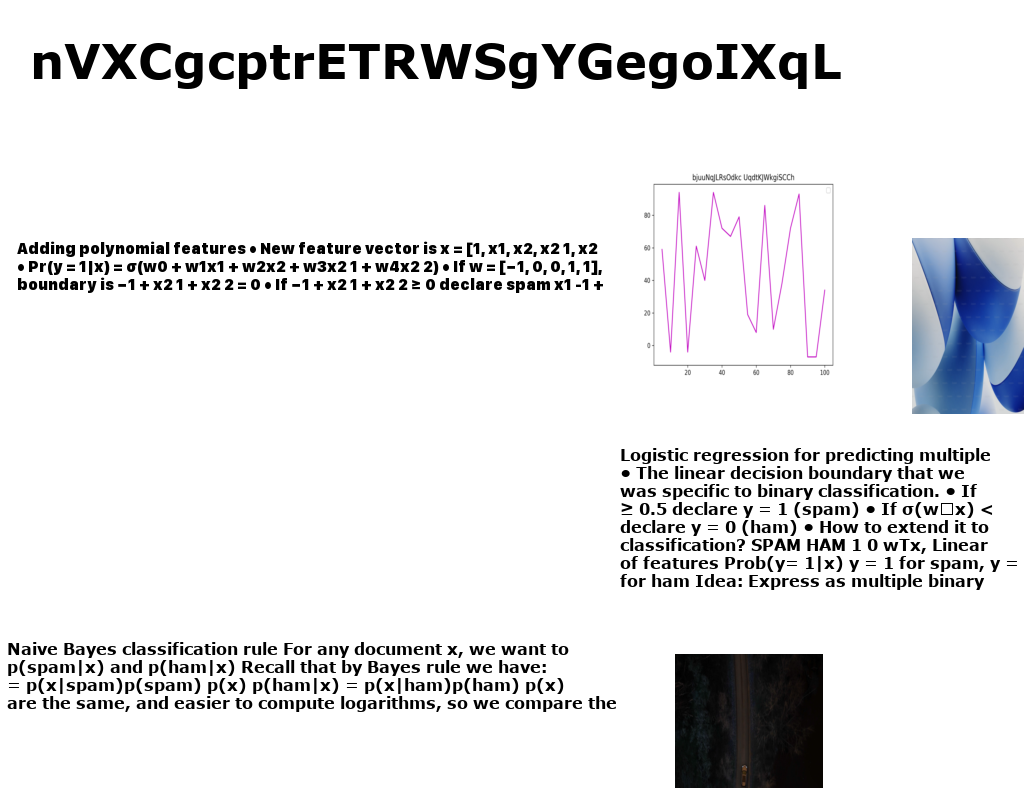 nVXCgcptrETRWSgYGegoIXqL
bjuuNqJLRsOdkc UqdtKJWkgiSCCh
80
60
40
20
0
20 40 60 80 100
Adding polynomial features • New feature vector is x = [1, x1, x2, x2 1, x2
• Pr(y = 1|x) = σ(w0 + w1x1 + w2x2 + w3x2 1 + w4x2 2) • If w = [−1, 0, 0, 1, 1],
boundary is −1 + x2 1 + x2 2 = 0 • If −1 + x2 1 + x2 2 ≥ 0 declare spam x1 -1 +
Logistic regression for predicting multiple
• The linear decision boundary that we
was specific to binary classification. • If
≥ 0.5 declare y = 1 (spam) • If σ(w□x) <
declare y = 0 (ham) • How to extend it to
classification? SPAM HAM 1 0 wTx, Linear
of features Prob(y= 1|x) y = 1 for spam, y =
for ham Idea: Express as multiple binary
Naive Bayes classification rule For any document x, we want to
p(spam|x) and p(ham|x) Recall that by Bayes rule we have:
= p(x|spam)p(spam) p(x) p(ham|x) = p(x|ham)p(ham) p(x)
are the same, and easier to compute logarithms, so we compare the